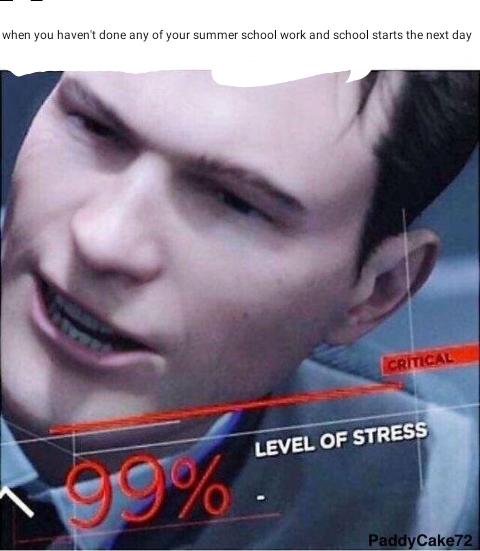 when you haven't done any of your summer school work and school starts the next day
CRITICAL
LEVEL OF STRESS
99%
PaddyCake72